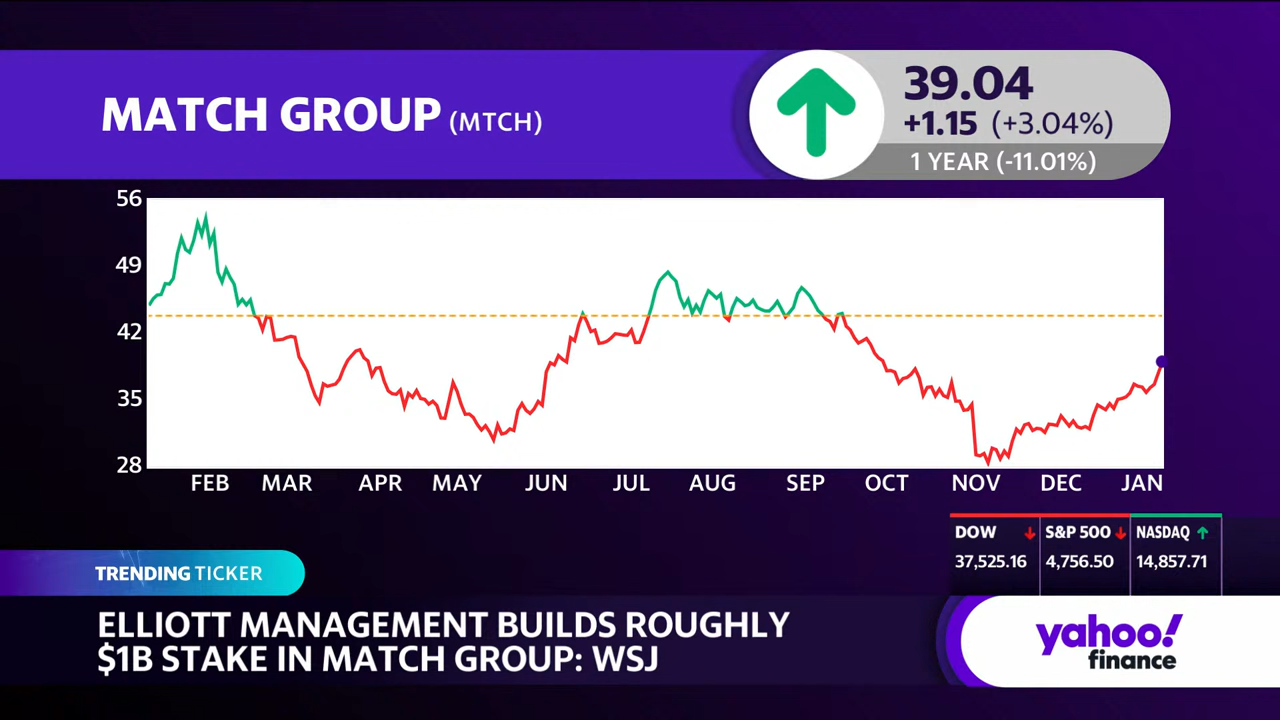 MATCH GROUP (MTCH)
39.04
+1.15 (+3.04%)
1 YEAR (-11.01%)
56
49
42
35
28
FEB MAR APR MAY JUN JUL AUG SEP OCT NOV DEC JAN
DOW S&P 500 NASDAQ
37,525.16 4,756.50 14,857.71
TRENDING TICKER
ELLIOTT MANAGEMENT BUILDS ROUGHLY
$1B STAKE IN MATCH GROUP: WSJ
yahoo!
finance